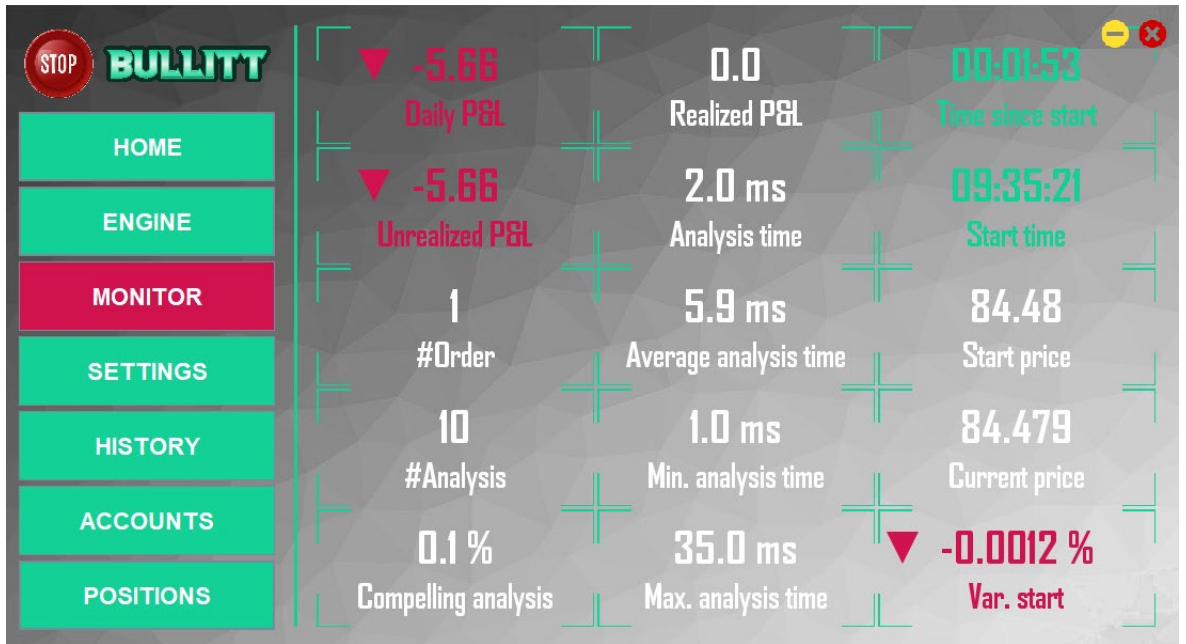 STOP
BULLITT
HOME
ENGINE
MONITOR
SETTINGS
HISTORY
ACCOUNTS
POSITIONS
-5.66
Daily P&L
0.0
Realized P&L
00:01:53
Time since start
-5.66
Unrealized P&L
2.0 ms
Analysis time
09:35:21
Start time
1
#Order
5.9 ms
Average analysis time
84.48
Start price
10
#Analysis
1.0 ms
Min. analysis time
84.479
Current price
0.1 %
Compelling analysis
35.0 ms
Max. analysis time
-0.0012 %
Var. start